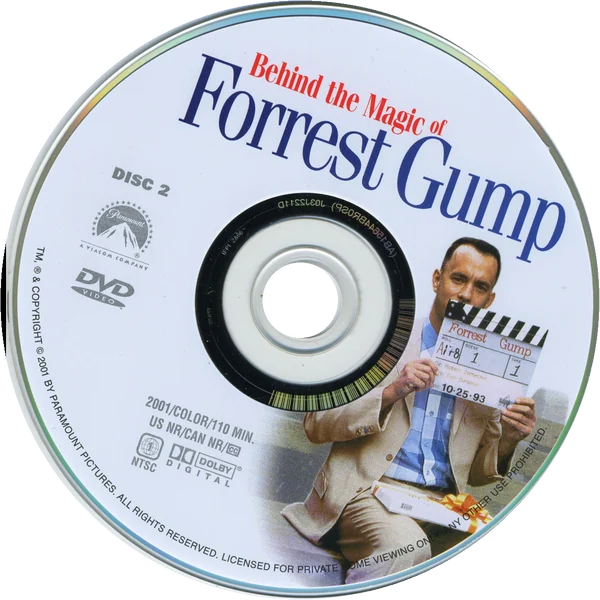 Behind the Magic of
Forrest Gump
DISC 2
Paramount
A VIACOM COMPANY
DVD
VIDEO
2001/COLOR/110 MIN.
US NR/CAN NR/
NTSC
DOLBY
DIGITAL
Forrest Gump
1
1
10·25·93
TM, ® & COPYRIGHT © 2001 BY PARAMOUNT PICTURES. ALL RIGHTS RESERVED. LICENSED FOR PRIVATE HOME VIEWING ONLY. ANY OTHER USE PROHIBITED.